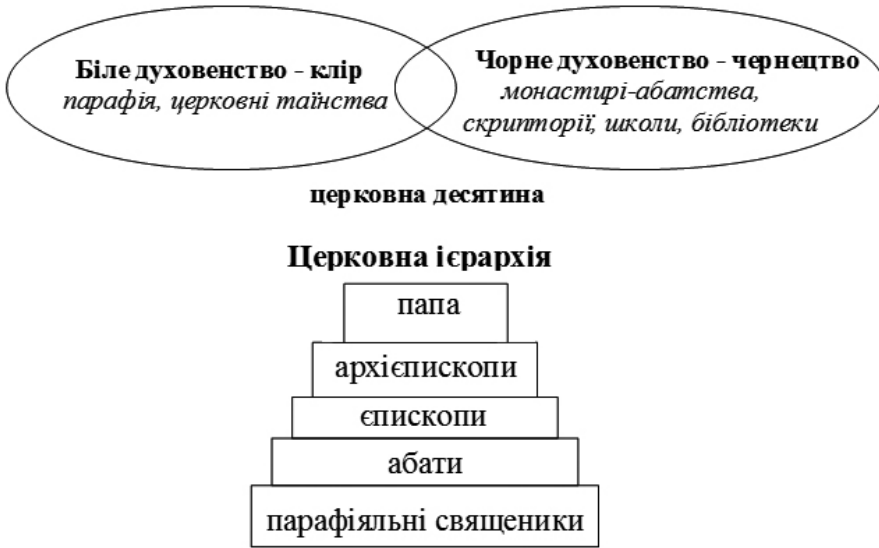 Біле духовенство - клір
парафія, церковні таїнства
Чорне духовенство - чернецтво
монастирі-абатства,
скрипторії, школи, бібліотеки
церковна десятина
Церковна ієрархія
папа
архієпископи
єпископи
абати
парафіяльні священики